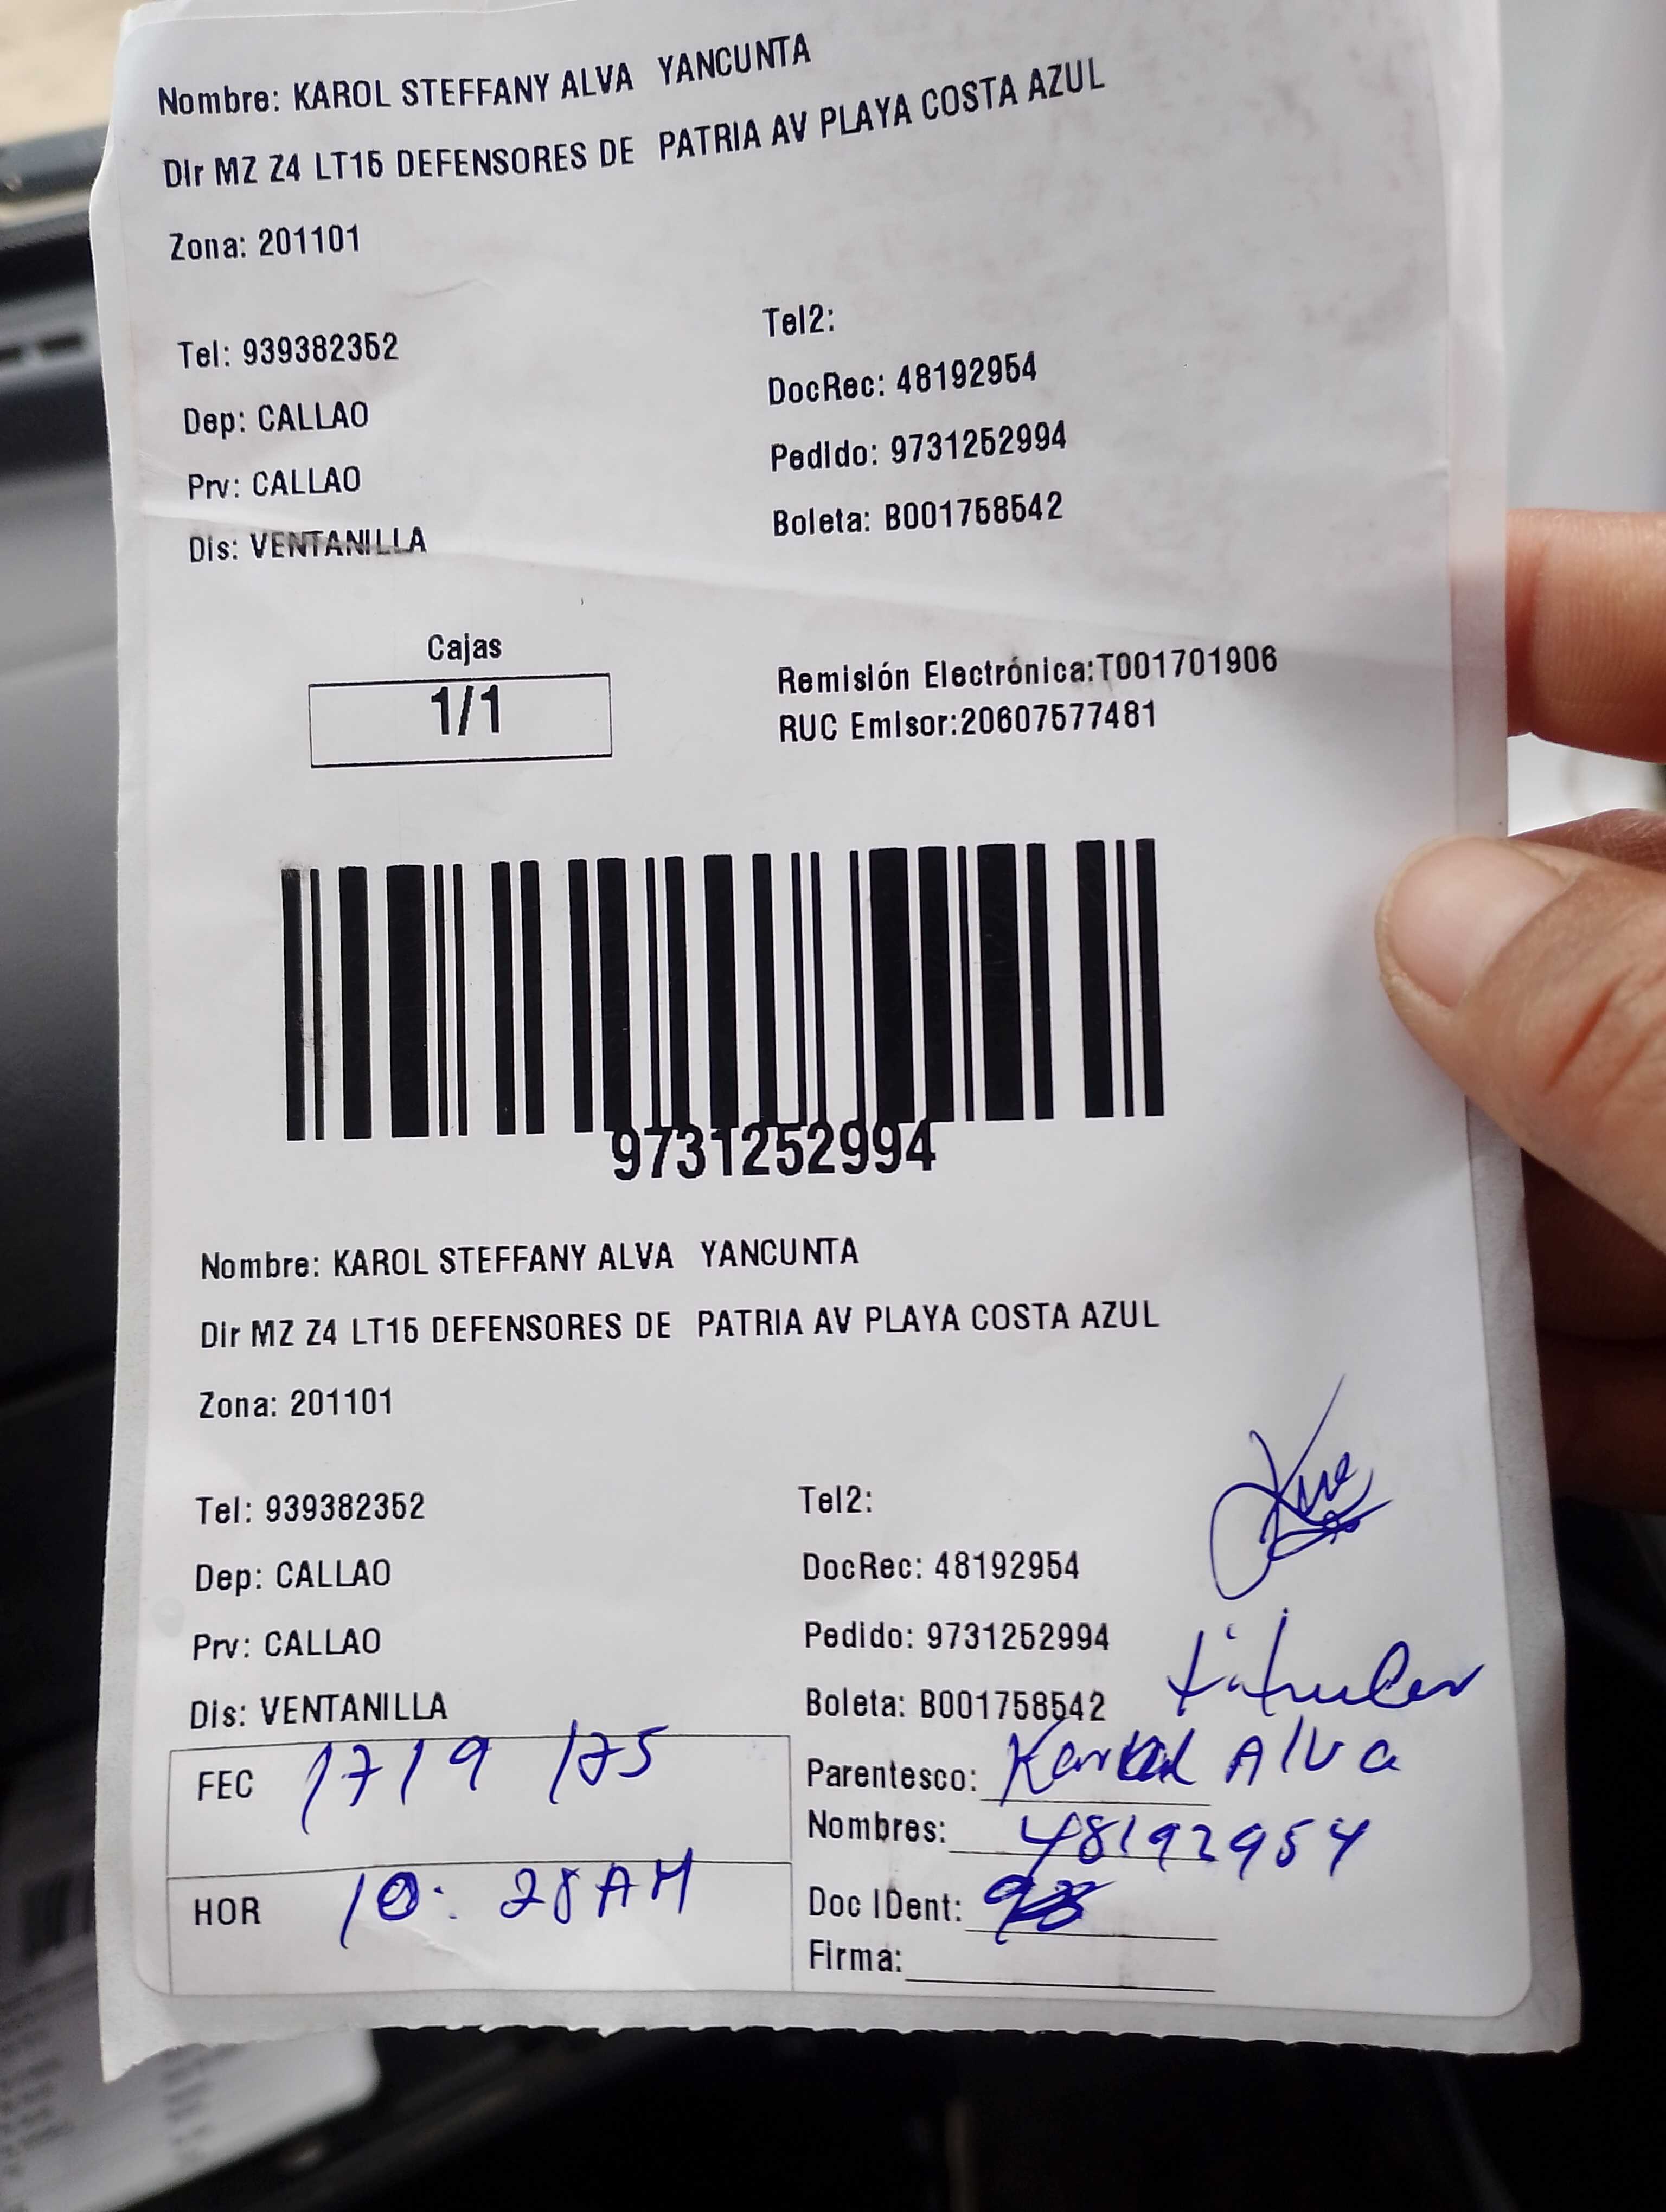 Nombre: KAROL STEFFANY ALVA YANCUNTA
Dir MZ Z4 LT15 DEFENSORES DE PATRIA AV PLAYA COSTA AZUL
Zona: 201101
Tel: 939382352
Tel2:
Dep: CALLAO
DocRec: 48192954
Prv: CALLAO
Pedido: 9731252994
Dis: VENTANILLA
Boleta: B001758542
Cajas
1/1
Remisión Electrónica:T001701906
RUC Emisor:20607577481
9731252994
Nombre: KAROL STEFFANY ALVA YANCUNTA
Dir MZ Z4 LT15 DEFENSORES DE PATRIA AV PLAYA COSTA AZUL
Zona: 201101
Tel: 939382352
Tel2:
Dep: CALLAO
DocRec: 48192954
Prv: CALLAO
Pedido: 9731252994
Dis: VENTANILLA
Boleta: B001758542
titular
FEC 17/9
Parentesco: Alva
Nombres: 48192954
HOR 10:28 AM
Doc IDent:
Firma: